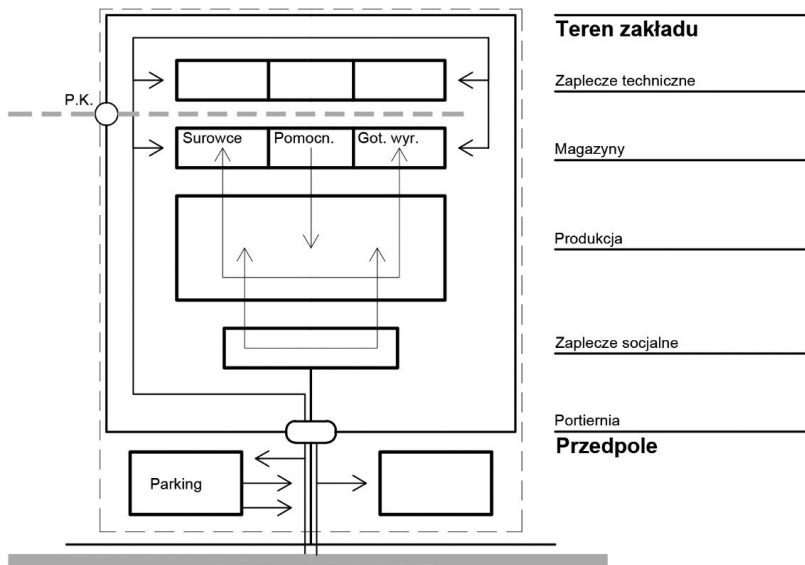 Teren zakładu
Zaplecze techniczne
P.K.
Surowce Pomocn. Got. wyr.
Magazyny
Produkcja
Zaplecze socjalne
Portiernia
Przedpole
Parking